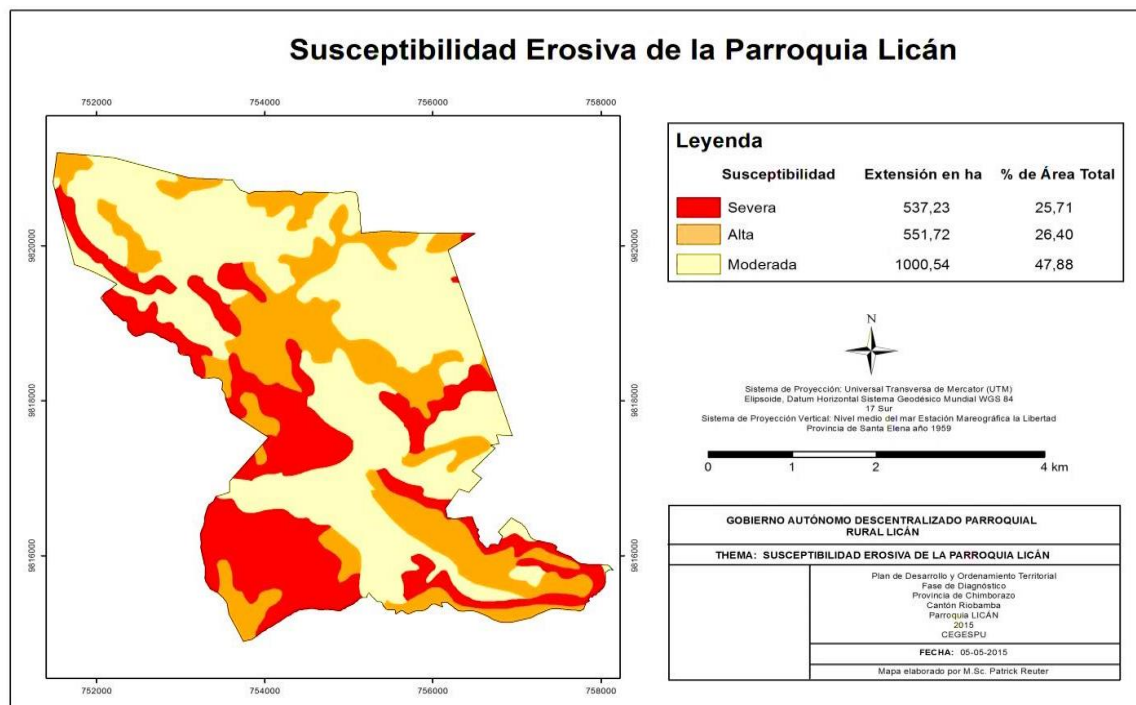 Susceptibilidad Erosiva de la Parroquia Licán
752000 754000 756000 758000
9820000 9820000
9818000 9818000
9816000 9816000
752000 754000 756000 758000
Leyenda
Susceptibilidad Extensión en ha % de Área Total
Severa 537,23 25,71
Alta 551,72 26,40
Moderada 1000,54 47,88
N
Sistema de Proyección: Universal Transversa de Mercator (UTM)
Elipsoide, Datum Horizontal Sistema Geodésico Mundial WGS 84
17 Sur
Sistema de Proyección Vertical: Nivel medio del mar Estación Mareográfica la Libertad
Provincia de Santa Elena año 1959
0 1 2 4 km
GOBIERNO AUTÓNOMO DESCENTRALIZADO PARROQUIAL
RURAL LICÁN
THEMA: SUSCEPTIBILIDAD EROSIVA DE LA PARROQUIA LICÁN
Plan de Desarrollo y Ordenamiento Territorial
Fase de Diagnóstico
Provincia de Chimborazo
Cantón Riobamba
Parroquia LICÁN
2015
CEGESPU
FECHA: 05-05-2015
Mapa elaborado por M.Sc. Patrick Reuter